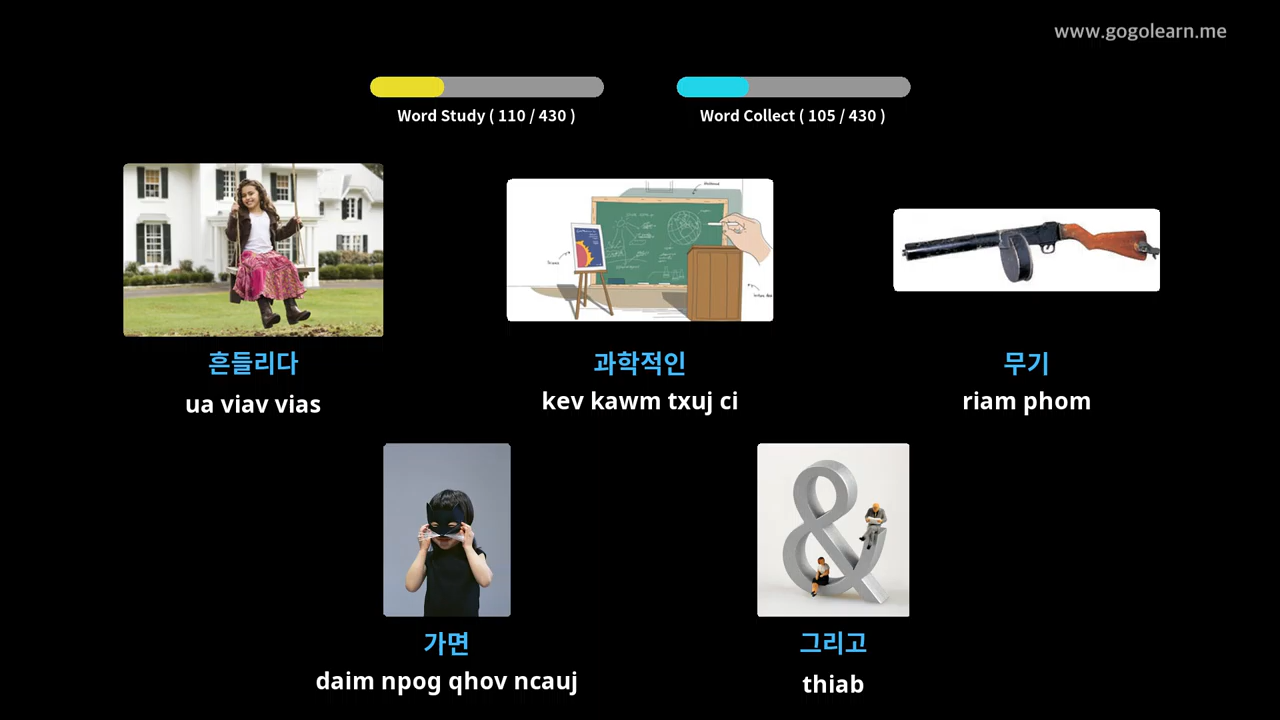 www.gogolearn.me
Word Study ( 110 / 430 )
Word Collect ( 105 / 430 )
흔들리다
과학적인
무기
ua viav vias
kev kawm txuj ci
riam phom
&
가면
그리고
daim npog qhov ncauj
thiab